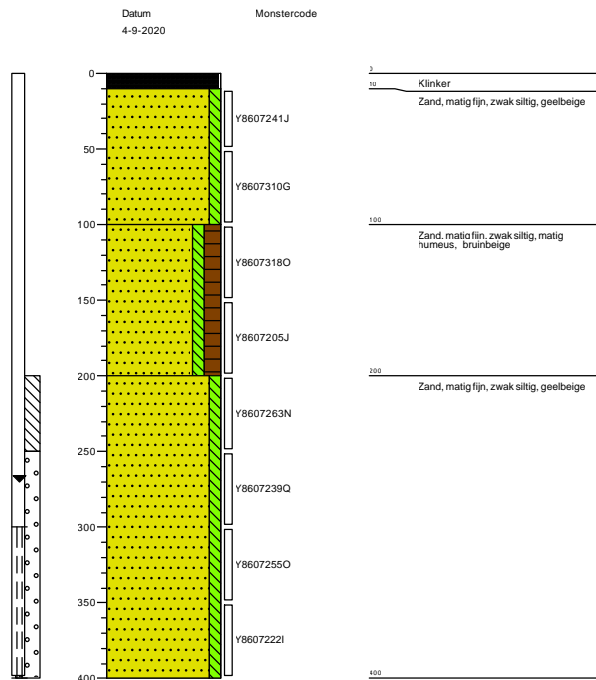 Datum Monstercode
4-9-2020
0
Klinker
10
Zand, matig fijn, zwak siltig, geelbeige
Y8607241J
50
Y8607310G
100 100
Zand. matig fijn. zwak siltig, matig
humeus, bruinbeige
Y8607318O
150
Y8607205J
200 200
Zand, matig fijn, zwak siltig, geelbeige
Y8607263N
250
Y8607239Q
300
Y8607255O
350
Y8607222I
400 400